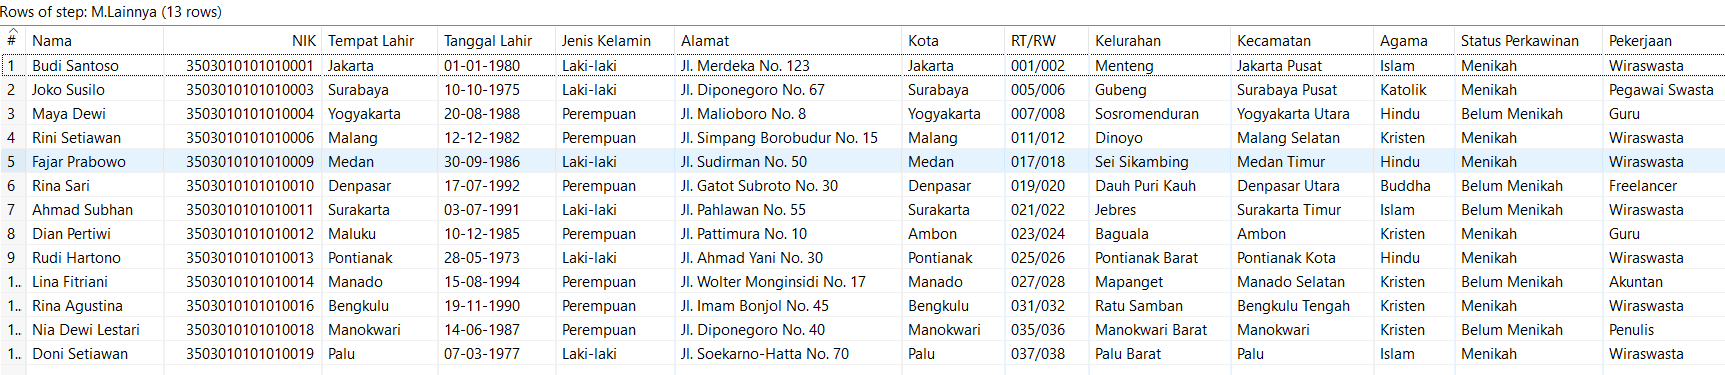 Rows of step: M.Lainnya (13 rows)
# Nama NIK Tempat Lahir Tanggal Lahir Jenis Kelamin Alamat Kota RT/RW Kelurahan Kecamatan Agama Status Perkawinan Pekerjaan
1 Budi Santoso 3503010101010001 Jakarta 01-01-1980 Laki-laki Jl. Merdeka No. 123 Jakarta 001/002 Menteng Jakarta Pusat Islam Menikah Wiraswasta
2 Joko Susilo 3503010101010003 Surabaya 10-10-1975 Laki-laki Jl. Diponegoro No. 67 Surabaya 005/006 Gubeng Surabaya Pusat Katolik Menikah Pegawai Swasta
3 Maya Dewi 3503010101010004 Yogyakarta 20-08-1988 Perempuan Jl. Malioboro No. 8 Yogyakarta 007/008 Sosromenduran Yogyakarta Utara Hindu Belum Menikah Guru
4 Rini Setiawan 3503010101010006 Malang 12-12-1982 Perempuan Jl. Simpang Borobudur No. 15 Malang 011/012 Dinoyo Malang Selatan Kristen Menikah Wiraswasta
5 Fajar Prabowo 3503010101010009 Medan 30-09-1986 Laki-laki Jl. Sudirman No. 50 Medan 017/018 Sei Sikambing Medan Timur Hindu Menikah Wiraswasta
6 Rina Sari 3503010101010010 Denpasar 17-07-1992 Perempuan Jl. Gatot Subroto No. 30 Denpasar 019/020 Dauh Puri Kauh Denpasar Utara Buddha Belum Menikah Freelancer
7 Ahmad Subhan 3503010101010011 Surakarta 03-07-1991 Laki-laki Jl. Pahlawan No. 55 Surakarta 021/022 Jebres Surakarta Timur Islam Belum Menikah Wiraswasta
8 Dian Pertiwi 3503010101010012 Maluku 10-12-1985 Perempuan Jl. Pattimura No. 10 Ambon 023/024 Baguala Ambon Kristen Menikah Guru
9 Rudi Hartono 3503010101010013 Pontianak 28-05-1973 Laki-laki Jl. Ahmad Yani No. 30 Pontianak 025/026 Pontianak Barat Pontianak Kota Hindu Menikah Wiraswasta
1.. Lina Fitriani 3503010101010014 Manado 15-08-1994 Perempuan Jl. Wolter Monginsidi No. 17 Manado 027/028 Mapanget Manado Selatan Kristen Belum Menikah Akuntan
1.. Rina Agustina 3503010101010016 Bengkulu 19-11-1990 Perempuan Jl. Imam Bonjol No. 45 Bengkulu 031/032 Ratu Samban Bengkulu Tengah Kristen Menikah Wiraswasta
1.. Nia Dewi Lestari 3503010101010018 Manokwari 14-06-1987 Perempuan Jl. Diponegoro No. 40 Manokwari 035/036 Manokwari Barat Manokwari Kristen Belum Menikah Penulis
1.. Doni Setiawan 3503010101010019 Palu 07-03-1977 Laki-laki Jl. Soekarno-Hatta No. 70 Palu 037/038 Palu Barat Palu Islam Menikah Wiraswasta